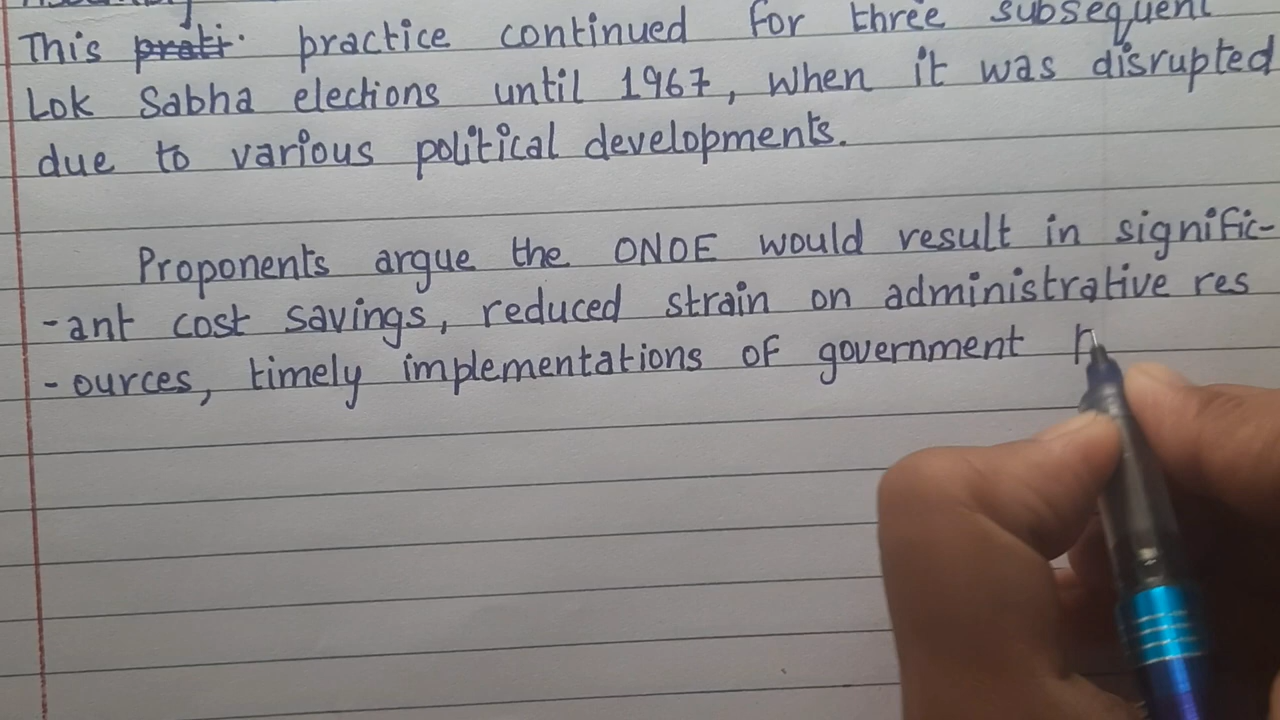 This prati. practice continued for three subsequent
Lok Sabha elections until 1967, when it was disrupted
due to various political developments.
Proponents argue the ONOE would result in signific-
-ant cost savings, reduced strain on administrative res
-ources, timely implementations of government